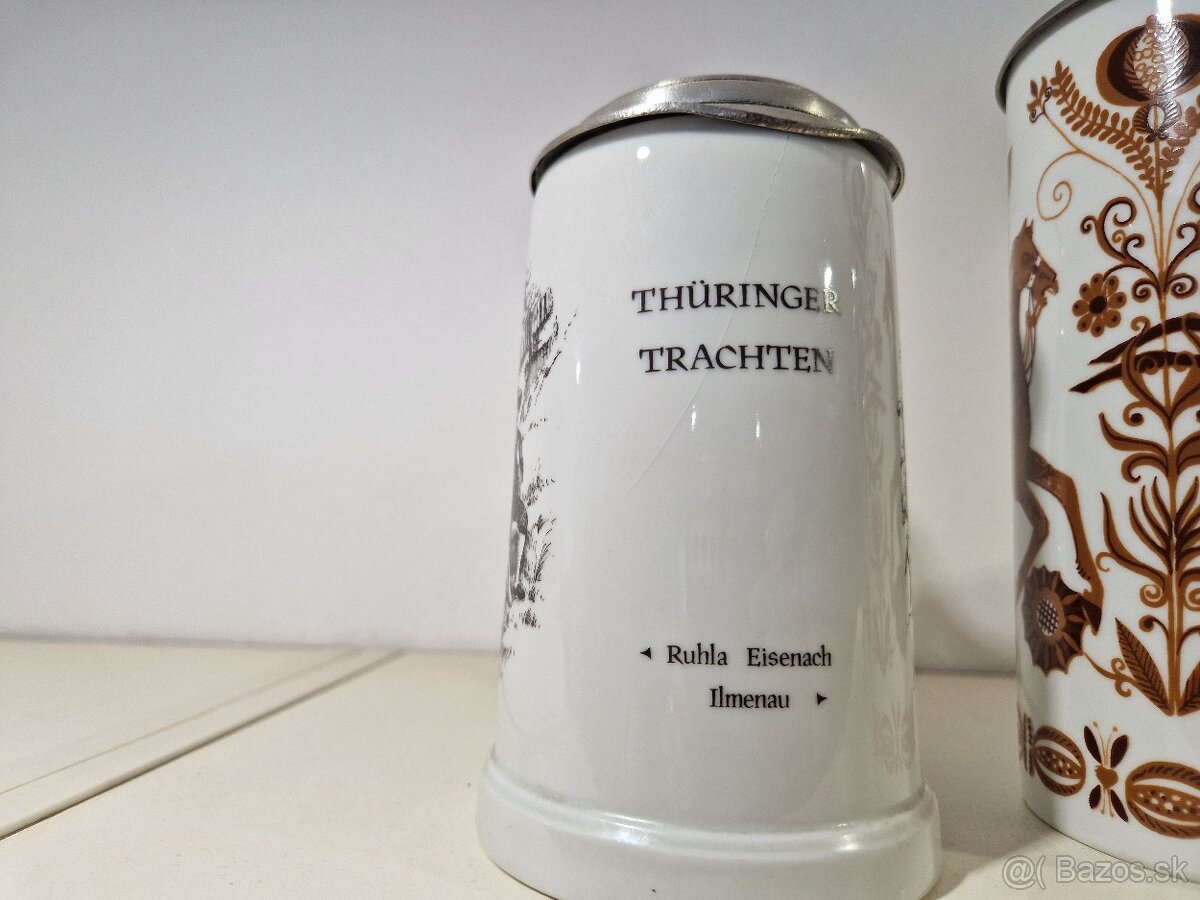 THÜRINGER
TRACHTEN
Ruhla Eisenach
Ilmenau
@( Bazos.sk